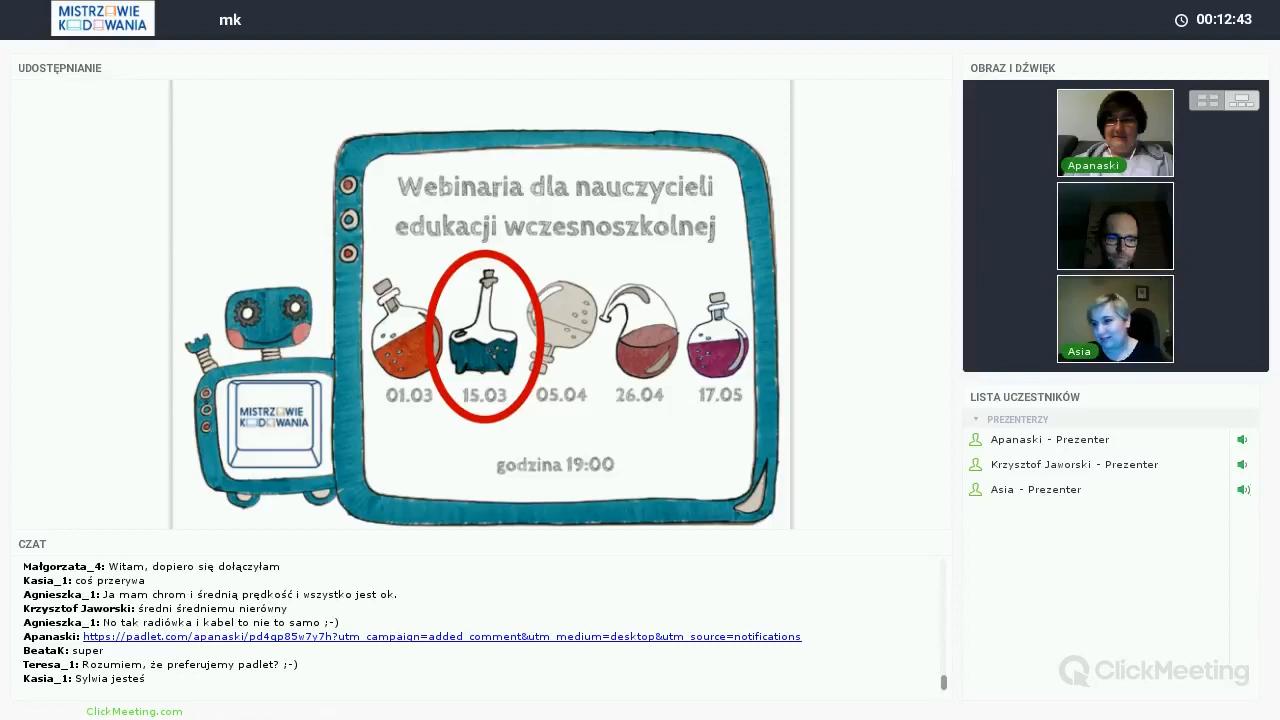 MISTRZOWIE
KODOWANIA
mk
00:12:43
UDOSTĘPNIANIE
OBRAZ I DŹWIĘK
Webinaria dla nauczycieli
edukacji wczesnoszkolnej
01.03
15.03
05.04
26.04
17.05
godzina 19:00
MISTRZOWIE
KODOWANIA
Apanaski
Asia
LISTA UCZESTNIKÓW
PREZENTERZY
Apanaski - Prezenter
Krzysztof Jaworski - Prezenter
Asia - Prezenter
CZAT
Małgorzata_4: Witam, dopiero się dołączyłam
Kasia_1: coś przerywa
Agnieszka_1: Ja mam chrom i średnią prędkość i wszystko jest ok.
Krzysztof Jaworski: średni średniemu nierówny
Agnieszka_1: No tak radiówka i kabel to nie to samo ;-)
Apanaski: https://padlet.com/apanaski/pd4qp85w7y7h?utm_campaign=added_comment&utm_medium=desktop&utm_source=notifications
BeataK: super
Teresa_1: Rozumiem, że preferujemy padlet? ;-)
Kasia_1: Sylwia jesteś
ClickMeeting
ClickMeeting.com